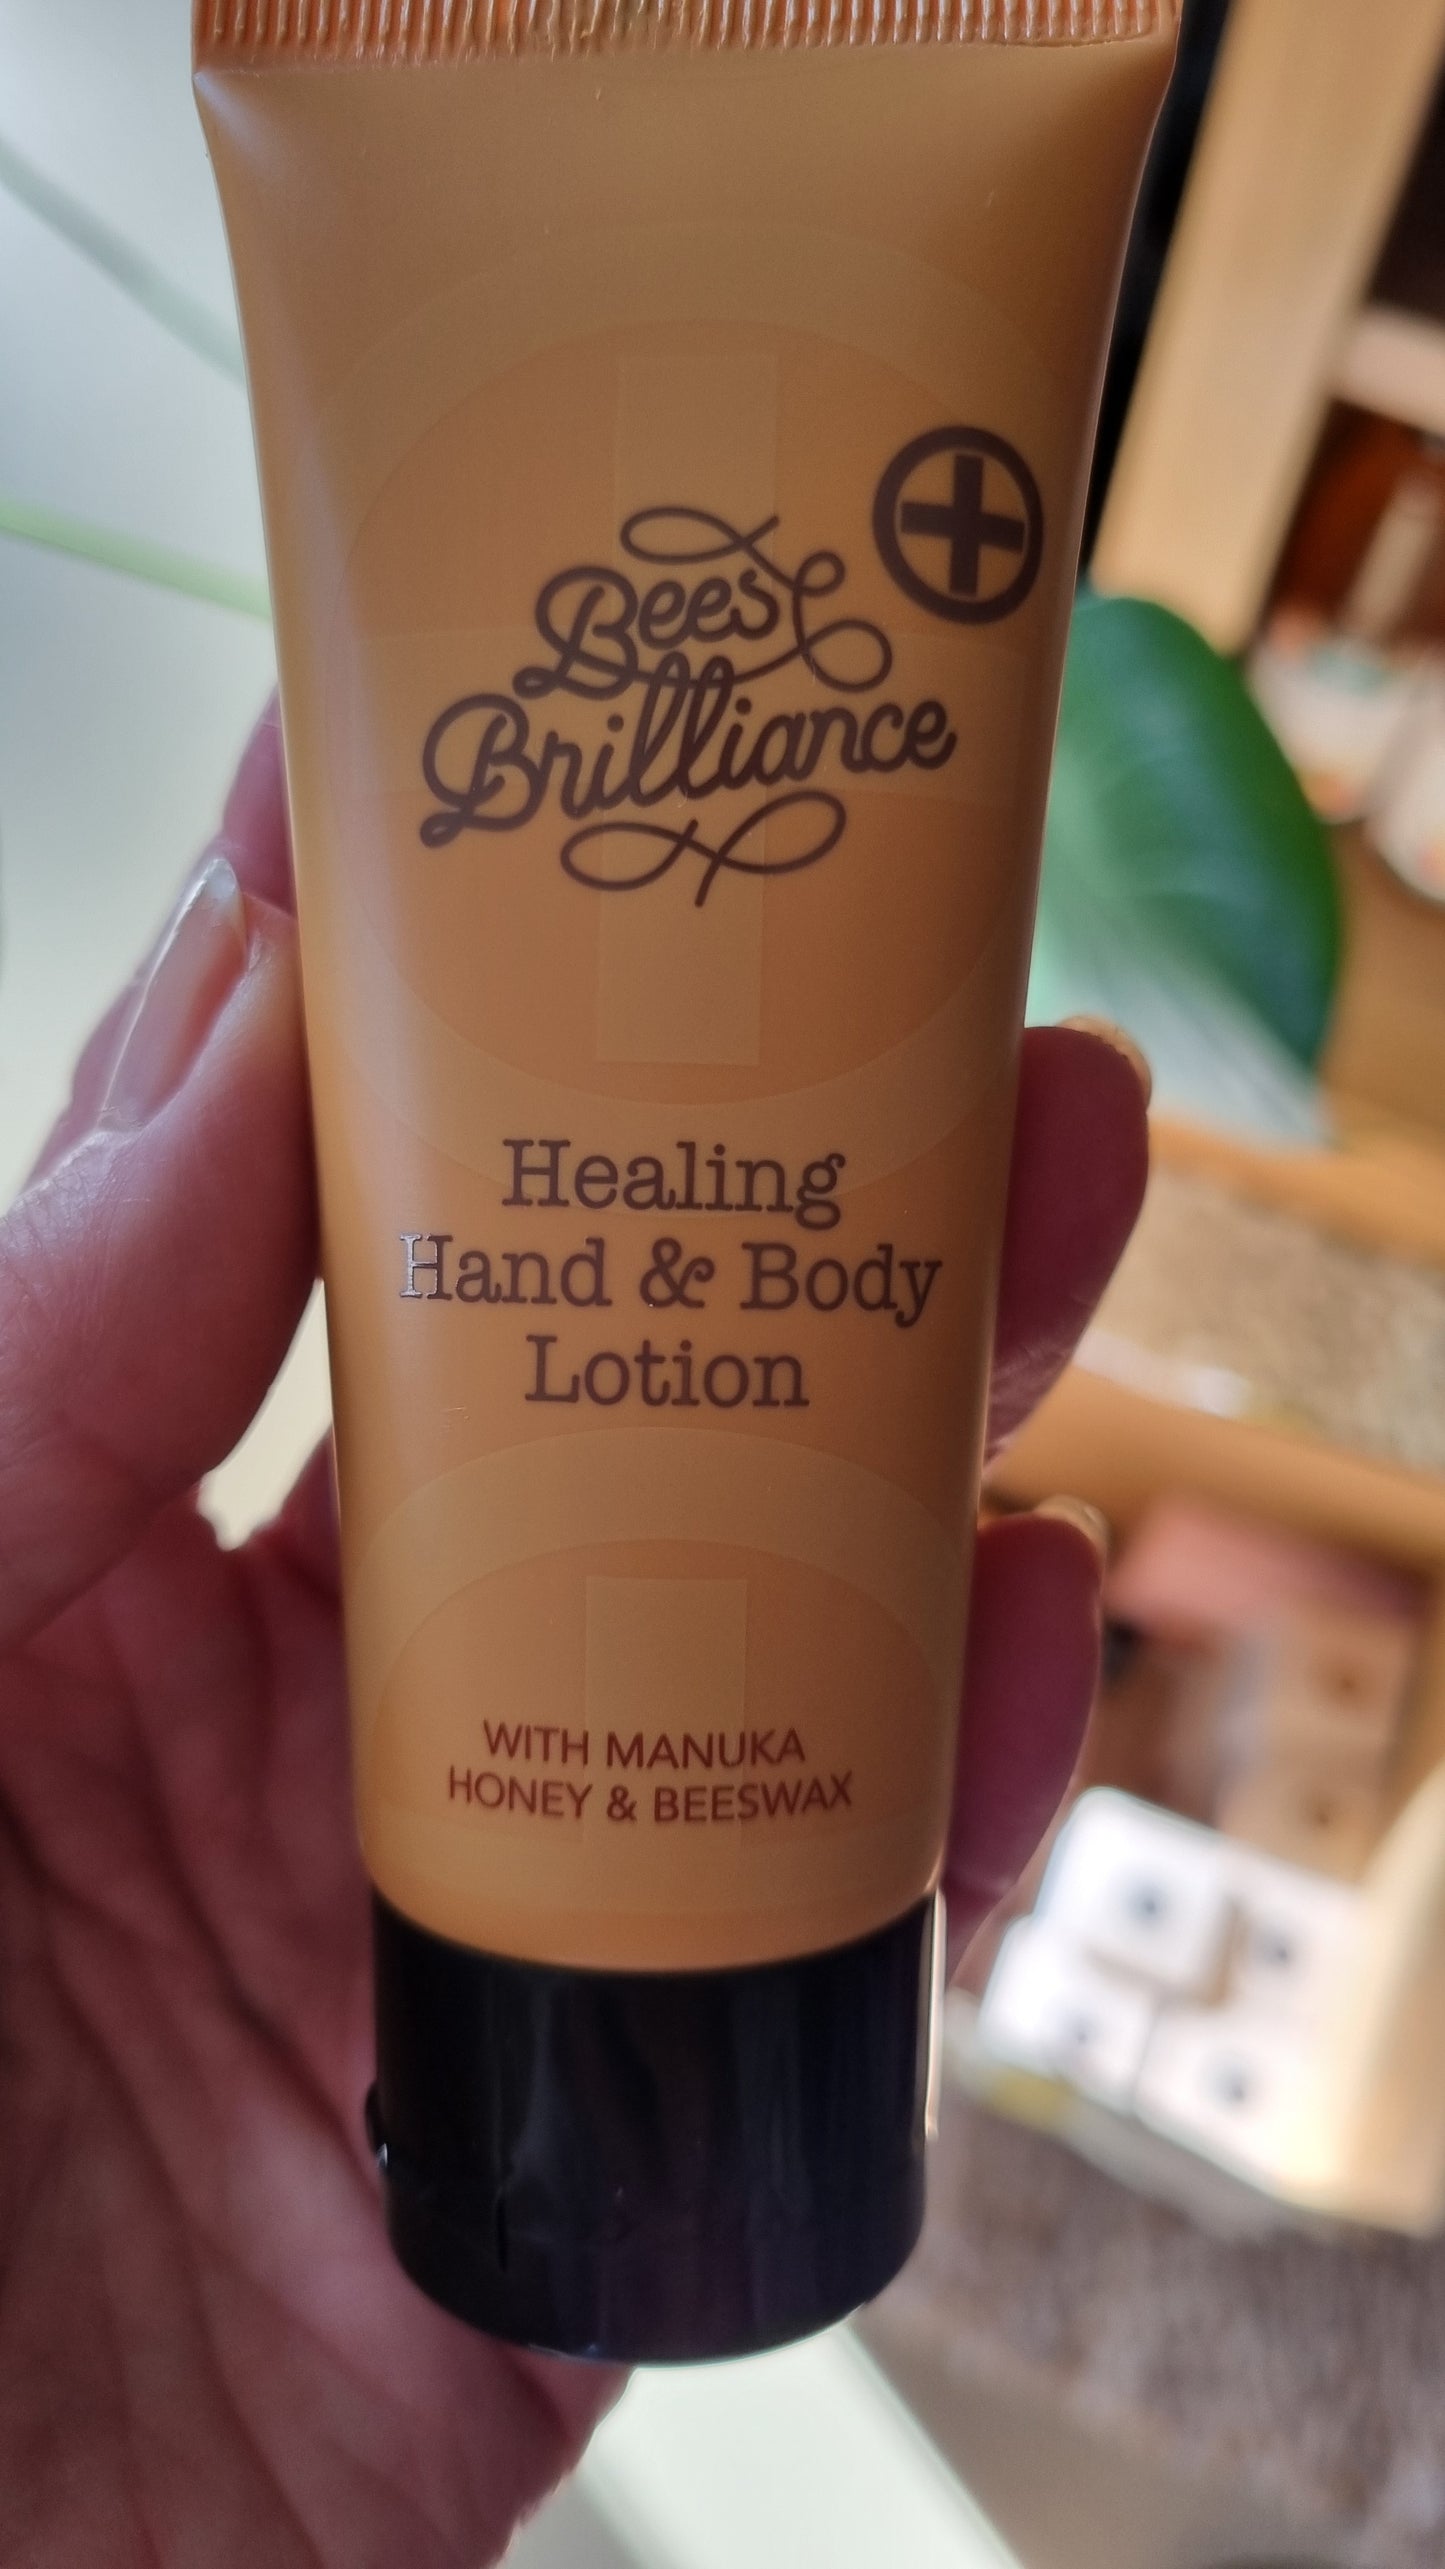 Bees
Brilliance
Healing
Hand & Body
Lotion
WITH MANUKA
HONEY & BEESWAX